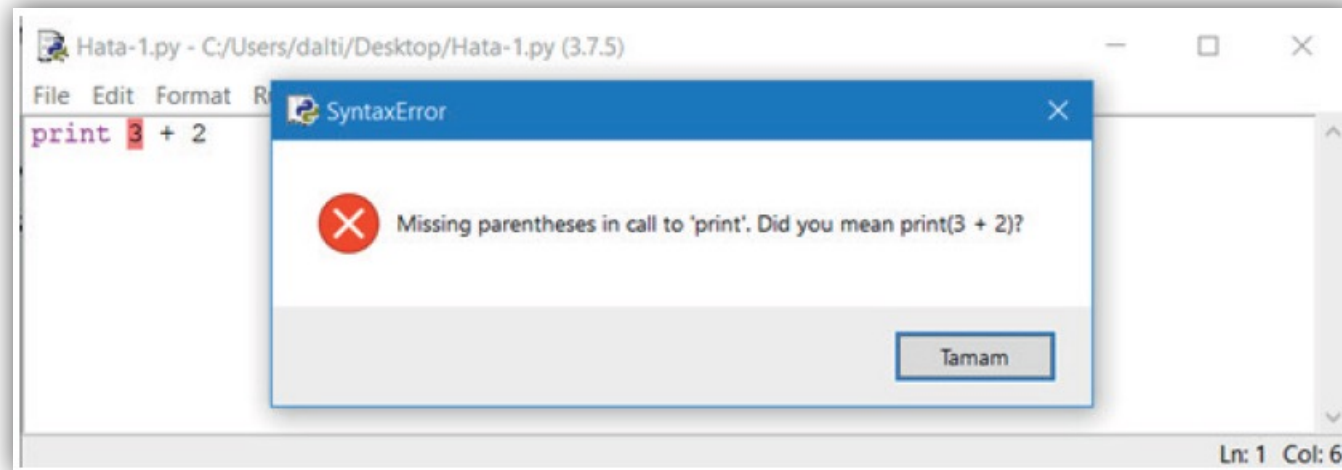 Hata-1.py - C:/Users/dalti/Desktop/Hata-1.py (3.7.5)
File Edit Format
SyntaxError
print 3 + 2
Missing parentheses in call to 'print'. Did you mean print(3 + 2)?
Tamam
Ln: 1 Col: 6